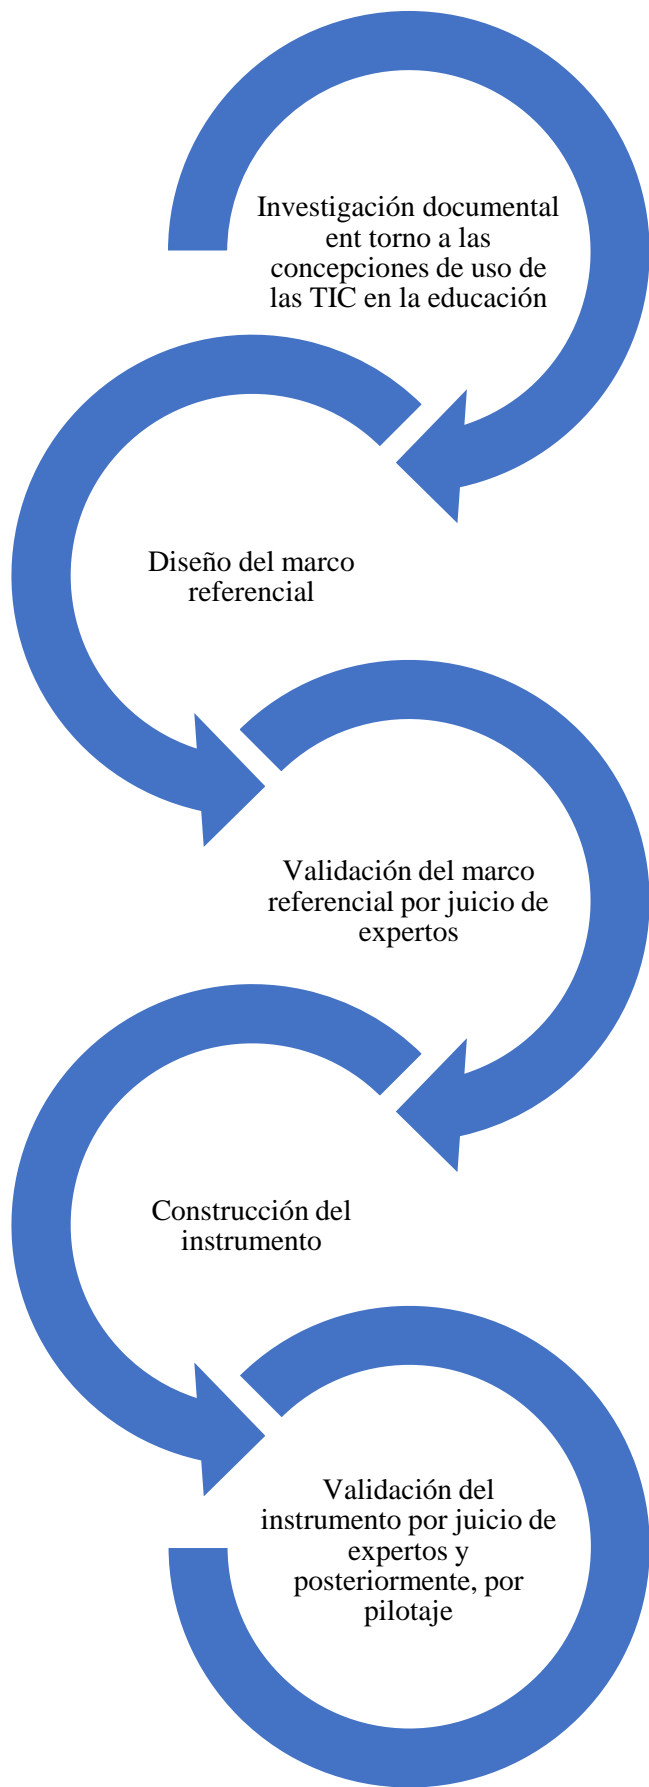 Investigación documental
ent torno a las
concepciones de uso de
las TIC en la educación
Diseño del marco
referencial
Validación del marco
referencial por juicio de
expertos
Construcción del
instrumento
Validación del
instrumento por juicio de
expertos y
posteriormente, por
pilotaje